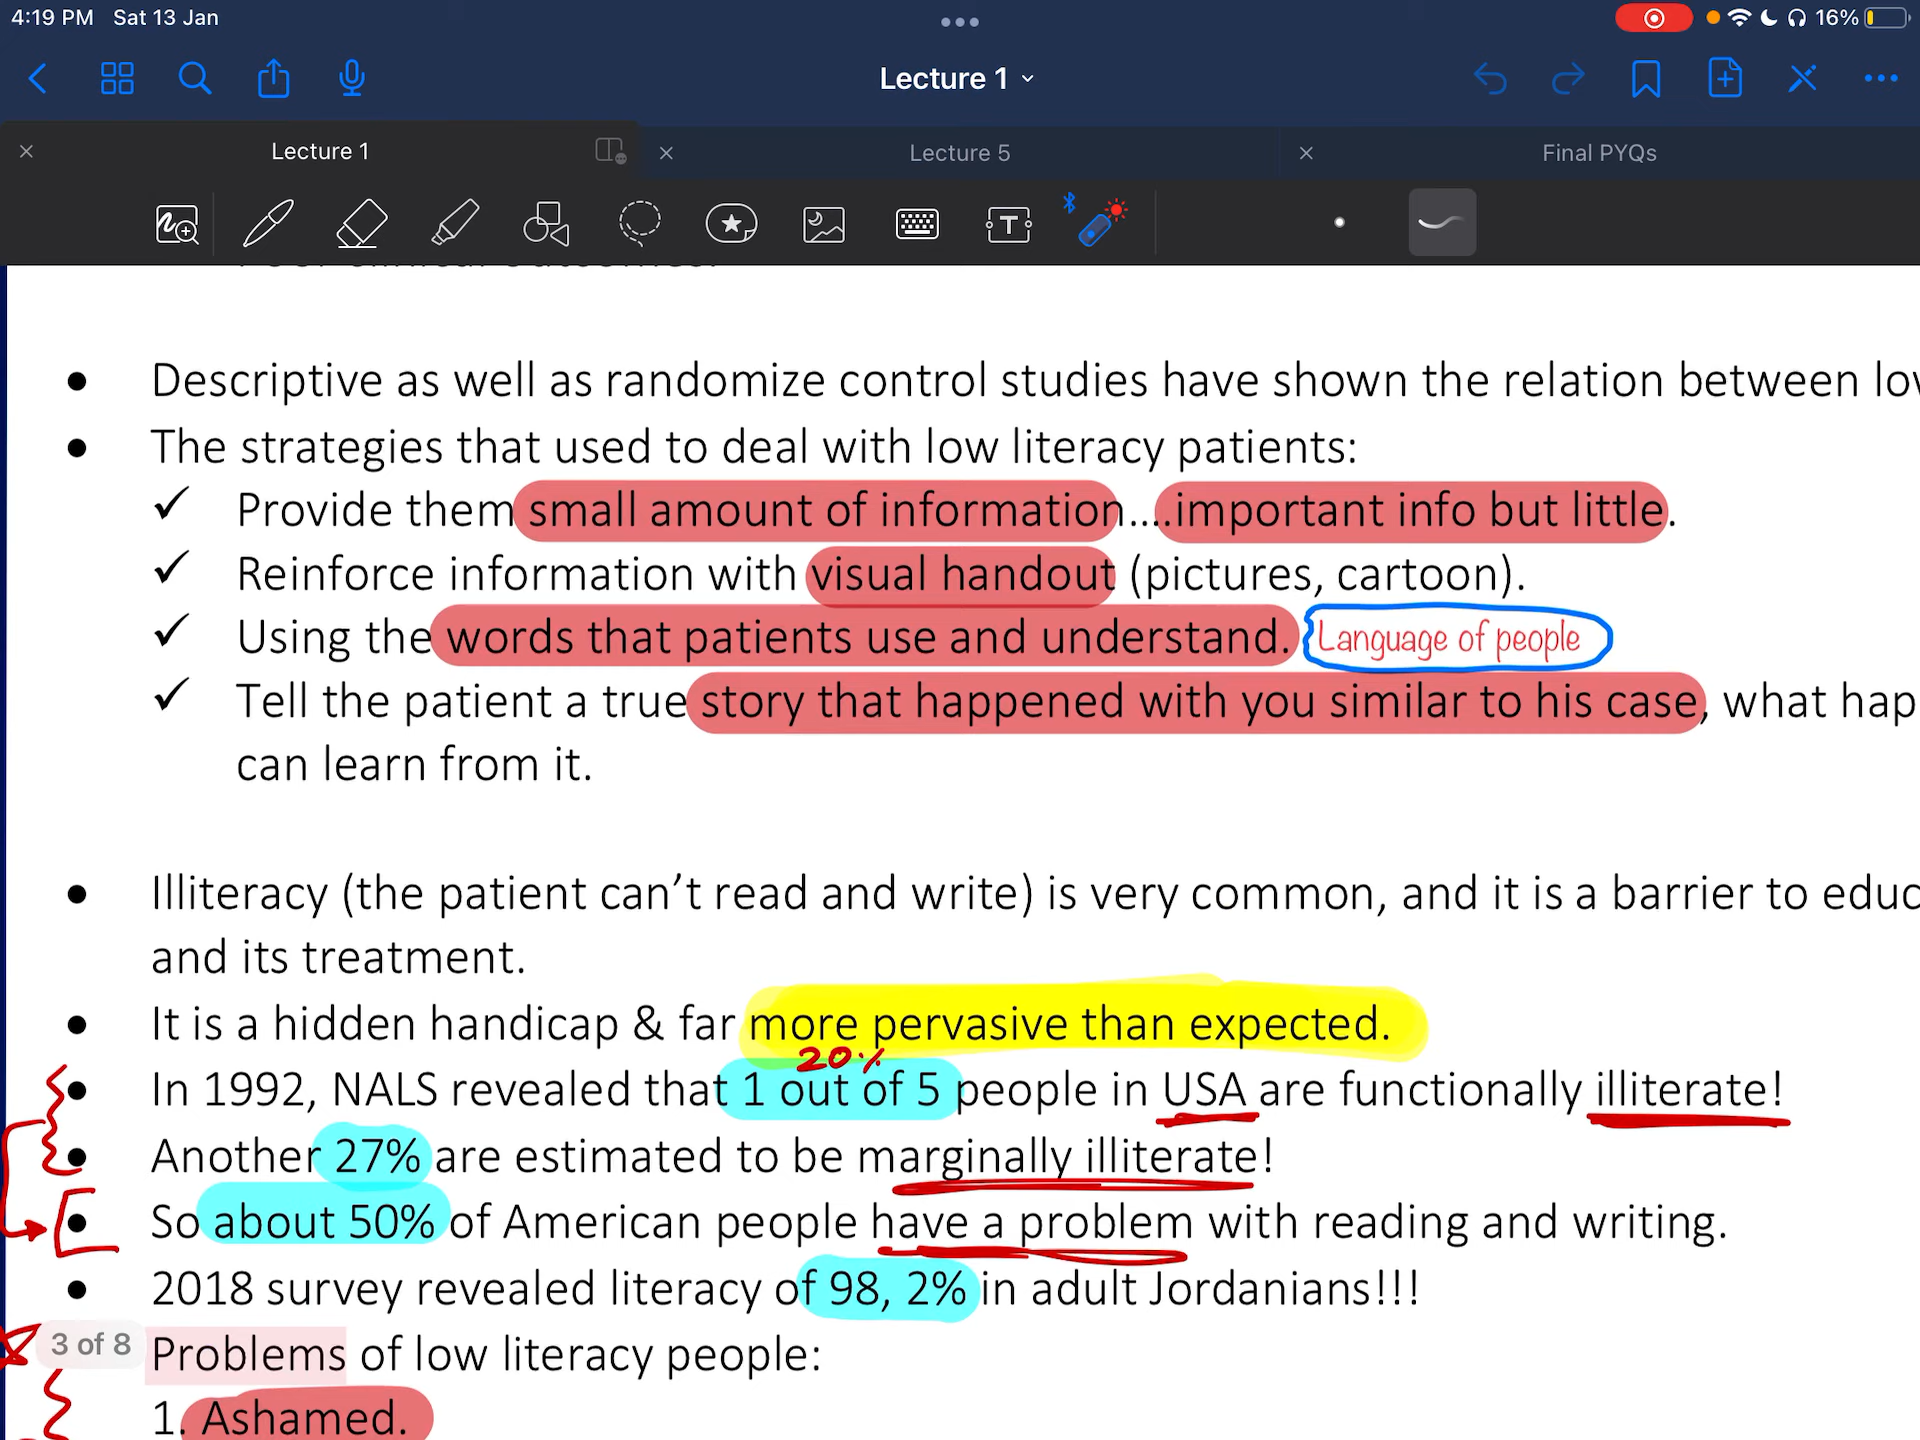 4:19 PM Sat 13 Jan
16%
Lecture 1
Lecture 1
Lecture 5
Final PYQs
Descriptive as well as randomize control studies have shown the relation between
The strategies that used to deal with low literacy patients:
Provide them small amount of information....important info but little.
Reinforce information with visual handout (pictures, cartoon).
Using the words that patients use and understand. Language of people
Tell the patient a true story that happened with you similar to his case, what
can learn from it.
Illiteracy (the patient can't read and write) is very common, and it is a barrier to
and its treatment.
It is a hidden handicap & far more pervasive than expected.
20%
In 1992, NALS revealed that 1 out of 5 people in USA are functionally illiterate!
Another 27% are estimated to be marginally illiterate!
So about 50% of American people have a problem with reading and writing.
2018 survey revealed literacy of 98, 2% in adult Jordanians!!!
3 of 8
Problems of low literacy people:
1. Ashamed.